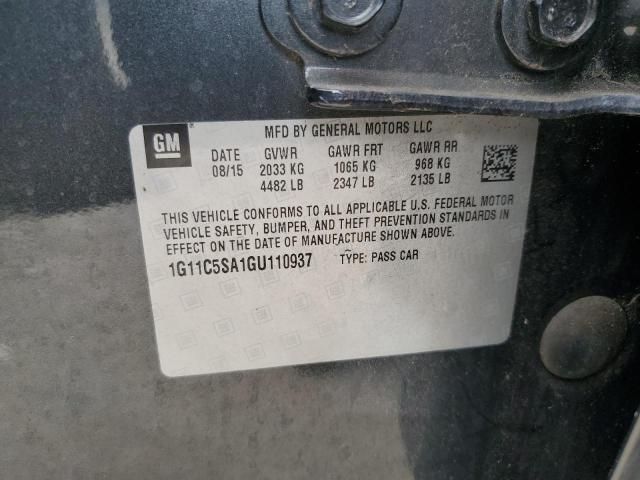 GM
MFD BY GENERAL MOTORS LLC
DATE GVWR GAWR FRT GAWR RR
08/15 2033 KG 1065 KG 968 KG
4482 LB 2347 LB 2135 LB
THIS VEHICLE CONFORMS TO ALL APPLICABLE U.S. FEDERAL MOTOR
VEHICLE SAFETY, BUMPER, AND THEFT PREVENTION STANDARDS IN
EFFECT ON THE DATE OF MANUFACTURE SHOWN ABOVE.
1G11C5SA1GU110937 TYPE: PASS CAR